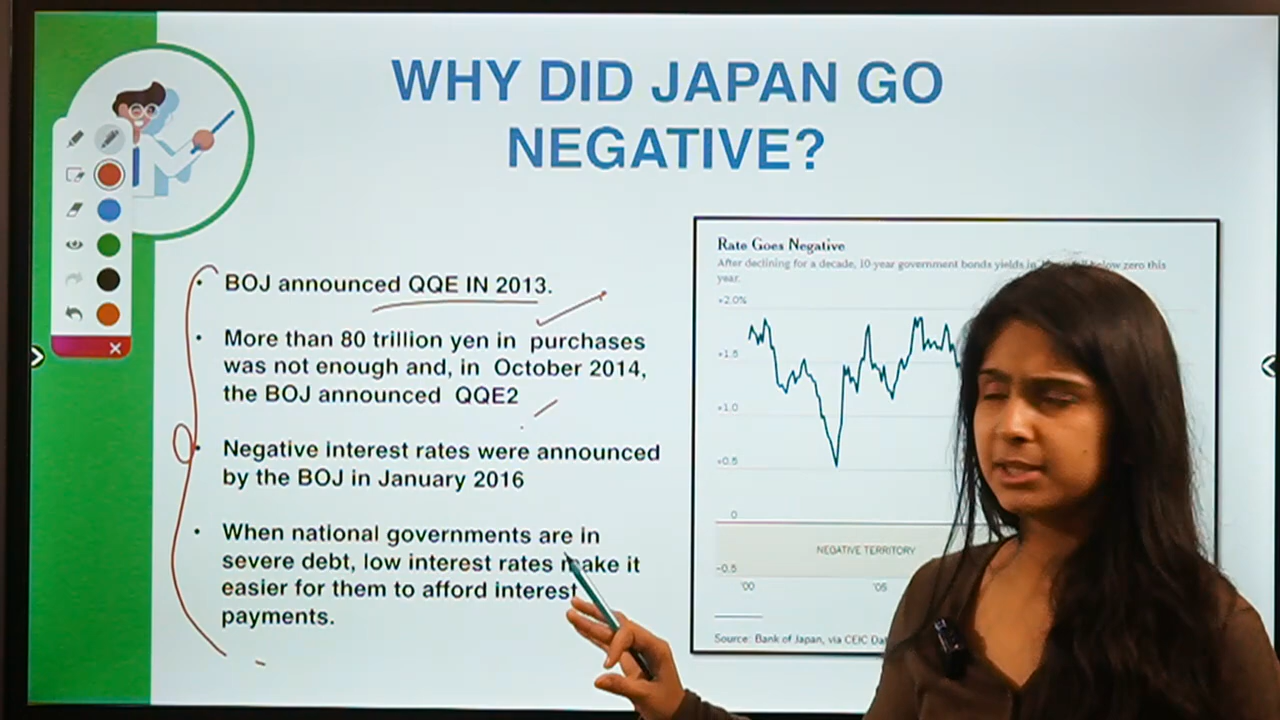 WHY DID JAPAN GO
NEGATIVE?
• BOJ announced QQE IN 2013.
• More than 80 trillion yen in purchases
was not enough and, in October 2014,
the BOJ announced QQE2
• Negative interest rates were announced
by the BOJ in January 2016
• When national governments are in
severe debt, low interest rates make it
easier for them to afford interest
payments.
Rate Goes Negative
After declining for a decade, 10-year government bonds yields in below zero this
year.
+2.0%
+1.5
+1.0
+0.5
0
NEGATIVE TERRITORY
-0.5
'00 '05
Source: Bank of Japan, via CEIC